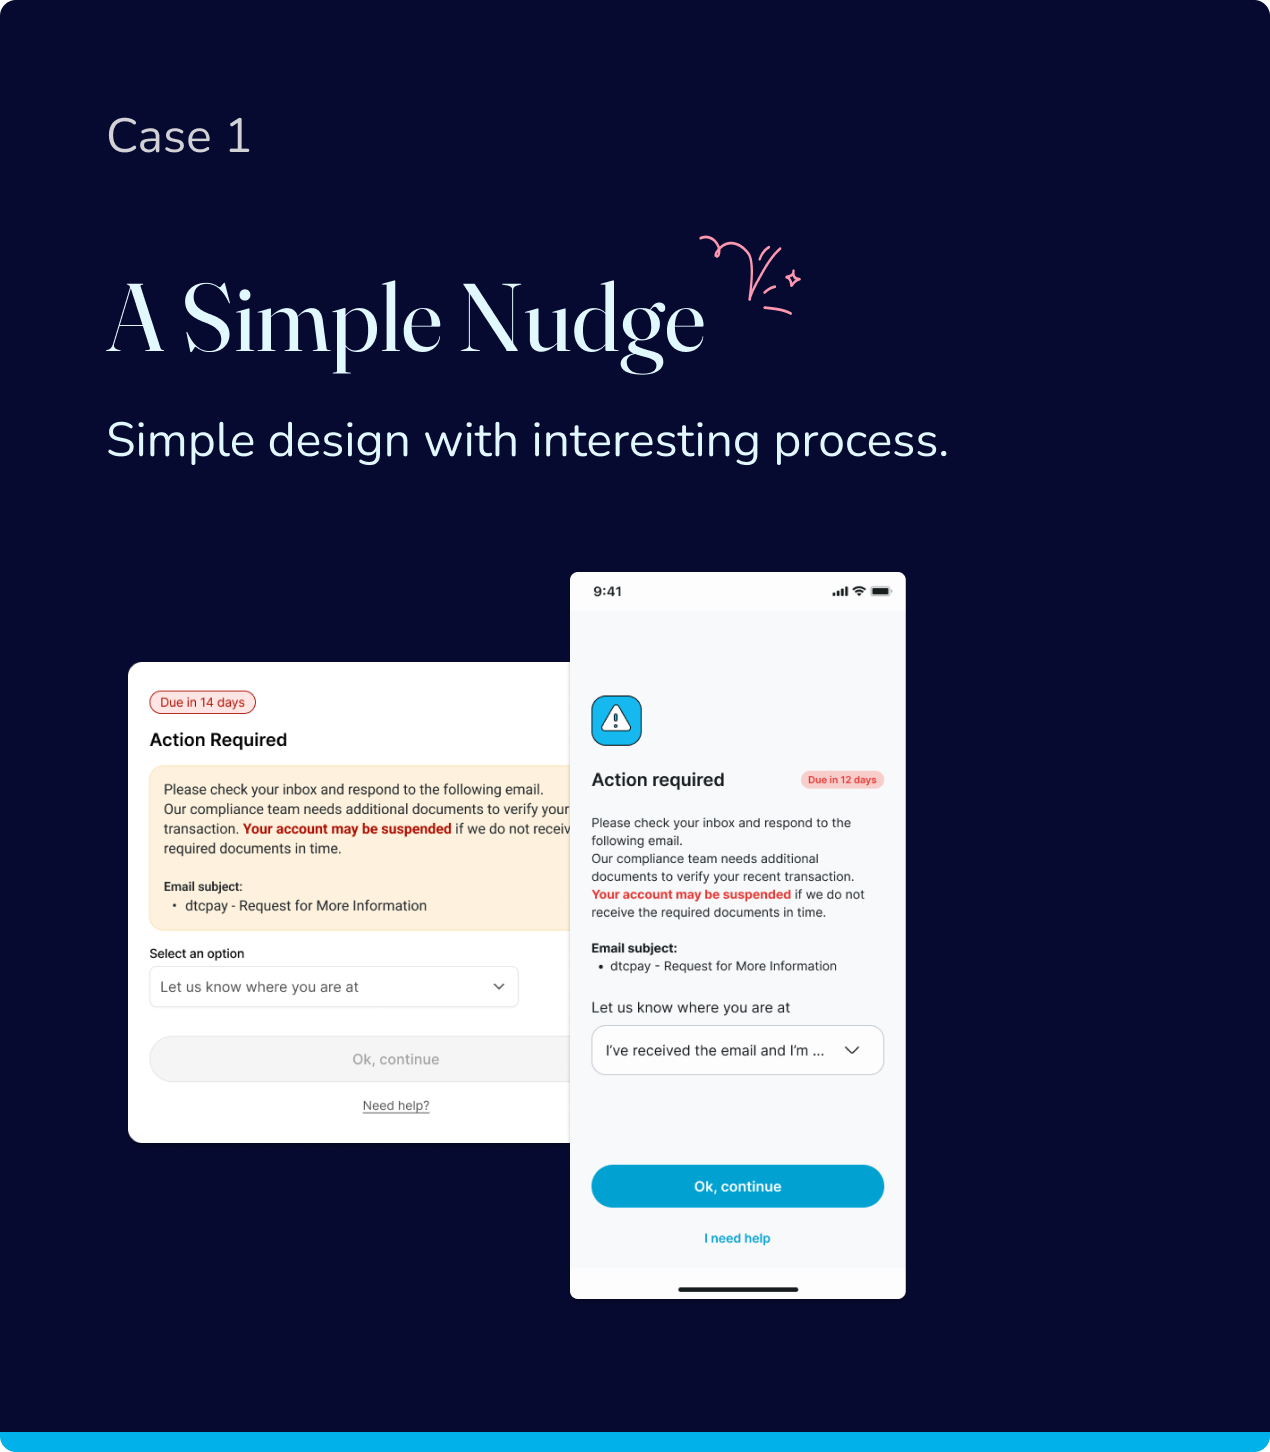 Case 1
A Simple Nudge
Simple design with interesting process.
Due in 14 days
Action Required
Please check your inbox and respond to the following email.
Our compliance team needs additional documents to verify your
transaction. Your account may be suspended if we do not receiv
required documents in time.
Email subject:
• dtcpay - Request for More Information
Select an option
Let us know where you are at
Ok, continue
Need help?
9:41
Action required
Due in 12 days
Please check your inbox and respond to the
following email.
Our compliance team needs additional
documents to verify your recent transaction.
Your account may be suspended if we do not
receive the required documents in time.
Email subject:
• dtcpay - Request for More Information
Let us know where you are at
I've received the email and I'm ...
Ok, continue
I need help